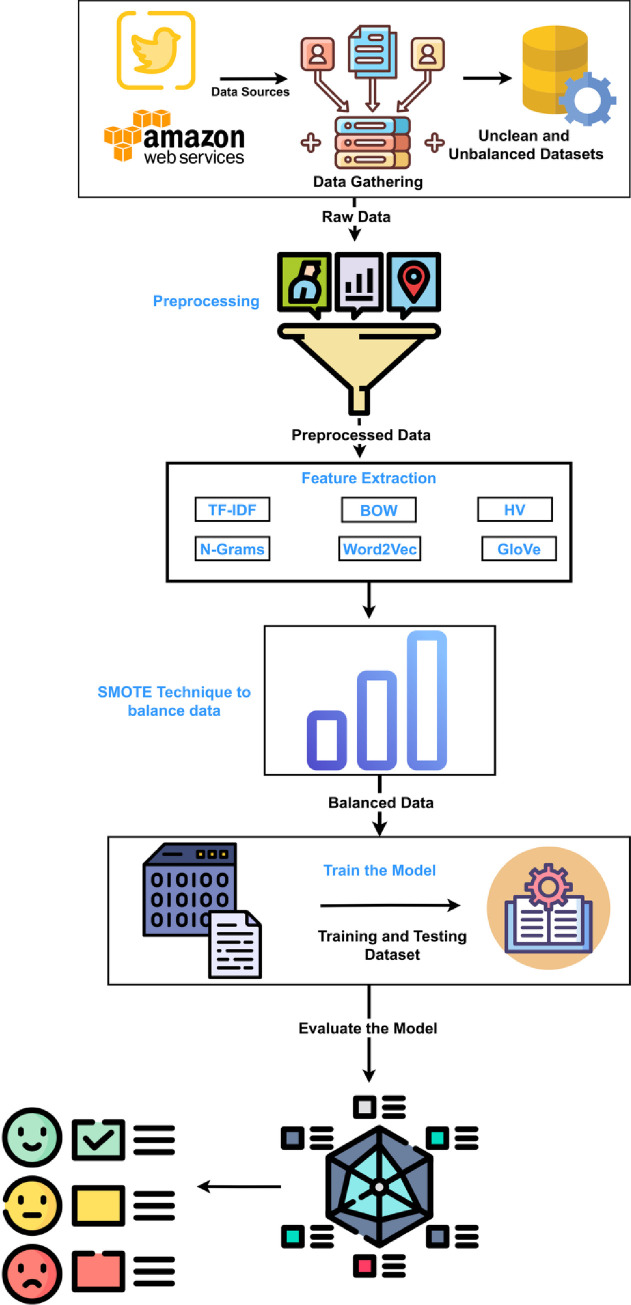 amazon
web services
Data Sources
Data Gathering
Unclean and
Unbalanced Datasets
Raw Data
Preprocessing
Preprocessed Data
Feature Extraction
TF-IDF
BOW
HV
N-Grams
Word2Vec
GloVe
SMOTE Technique to
balance data
Balanced Data
010100
010100
Train the Model
Training and Testing
Dataset
Evaluate the Model